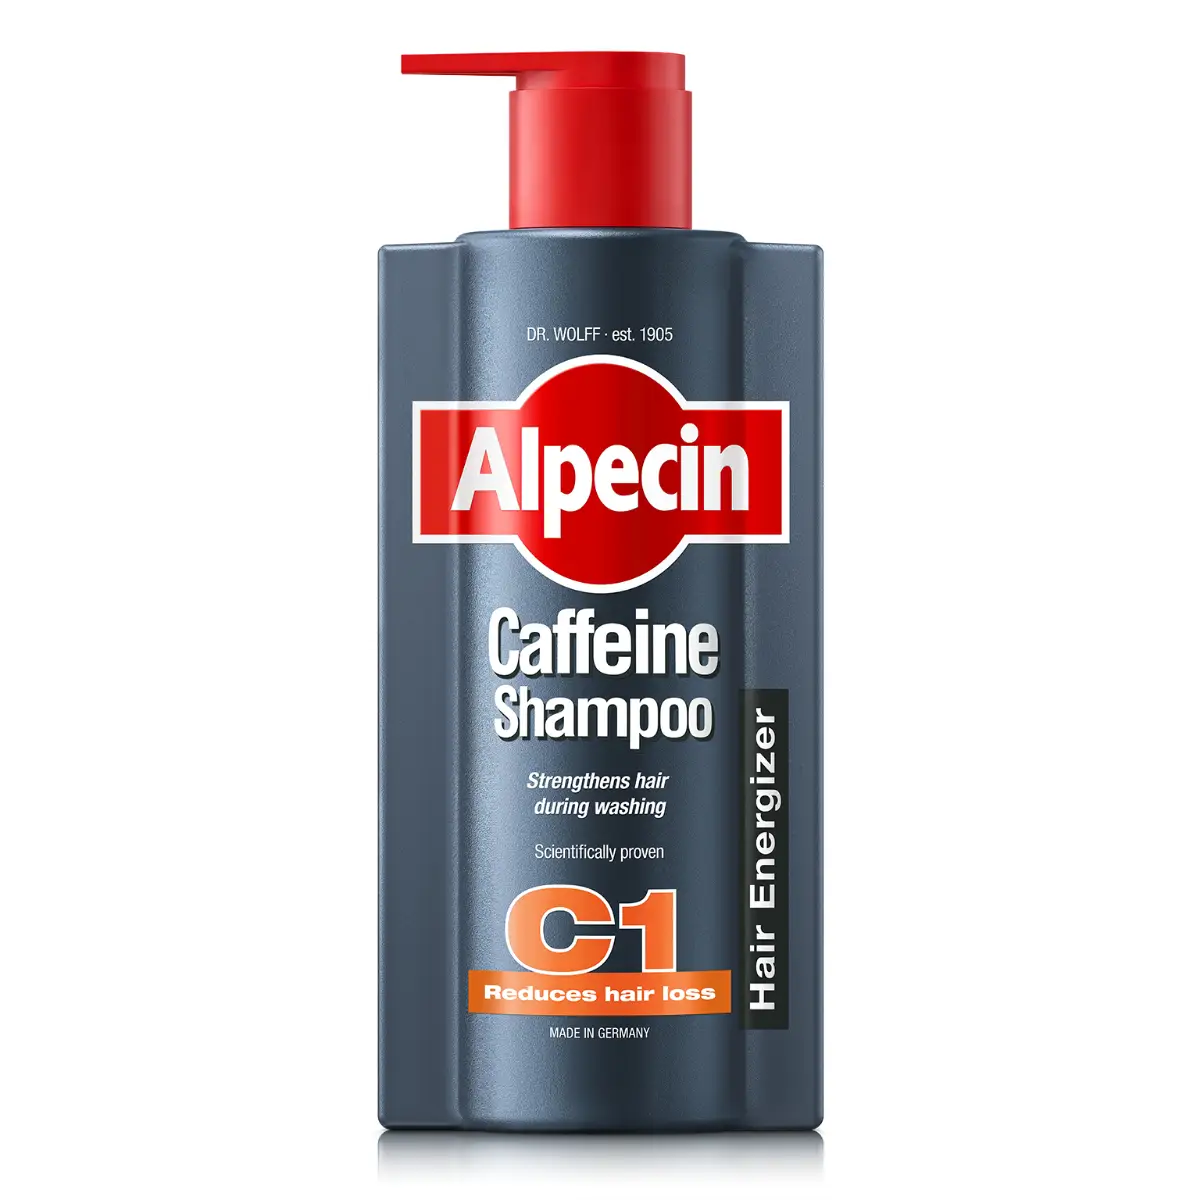 DR. WOLFF · est. 1905
Alpecin
Caffeine
Shampoo
Strengthens hair
during washing
Scientifically proven
C1
Reduces hair loss
MADE IN GERMANY
Hair Energizer